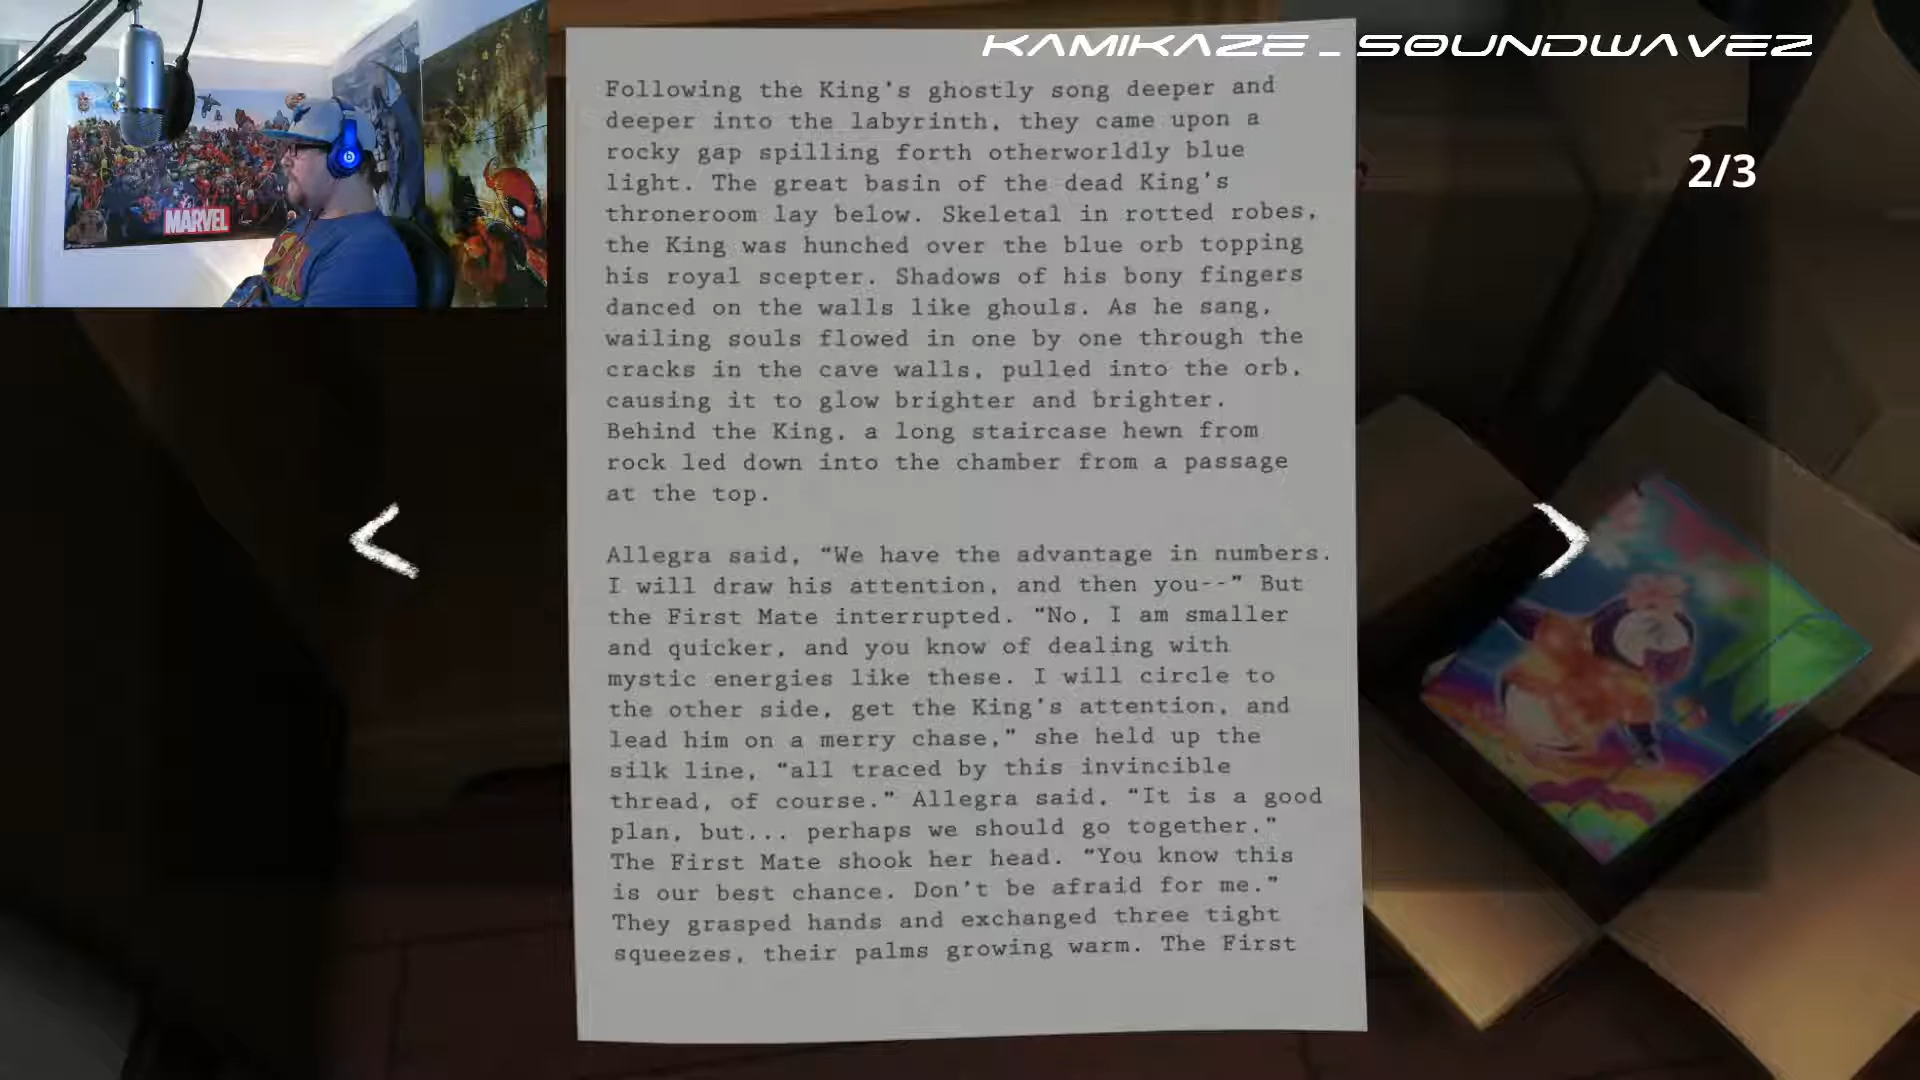 KAMIKAZE_SOUNDWAVEZ
MARVEL
2/3
Following the King's ghostly song deeper and
deeper into the labyrinth, they came upon a
rocky gap spilling forth otherworldly blue
light. The great basin of the dead King's
throneroom lay below. Skeletal in rotted robes,
the King was hunched over the blue orb topping
his royal scepter. Shadows of his bony fingers
danced on the walls like ghouls. As he sang,
wailing souls flowed in one by one through the
cracks in the cave walls, pulled into the orb,
causing it to glow brighter and brighter.
Behind the King, a long staircase hewn from
rock led down into the chamber from a passage
at the top.
Allegra said, “We have the advantage in numbers.
I will draw his attention, and then you--” But
the First Mate interrupted. “No, I am smaller
and quicker, and you know of dealing with
mystic energies like these. I will circle to
the other side, get the King's attention, and
lead him on a merry chase,” she held up the
silk line, “all traced by this invincible
thread, of course.” Allegra said, “It is a good
plan, but... perhaps we should go together.”
The First Mate shook her head. “You know this
is our best chance. Don't be afraid for me.”
They grasped hands and exchanged three tight
squeezes, their palms growing warm. The First